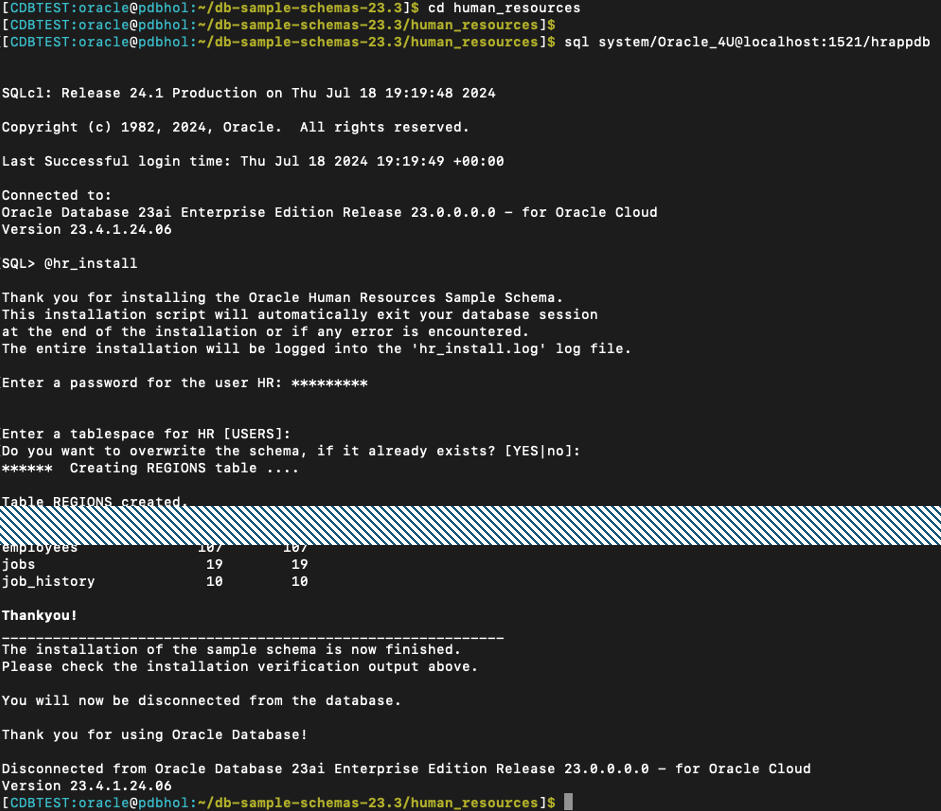 [CDBTEST:oracle@pdbhol:~/db-sample-schemas-23.3]$ cd human_resources
[CDBTEST:oracle@pdbhol:~/db-sample-schemas-23.3/human_resources]$
[CDBTEST:oracle@pdbhol:~/db-sample-schemas-23.3/human_resources]$ sql system/Oracle_4U@localhost:1521/hrappdb
SQLcl: Release 24.1 Production on Thu Jul 18 19:19:48 2024
Copyright (c) 1982, 2024, Oracle.  All rights reserved.
Last Successful login time: Thu Jul 18 2024 19:19:49 +00:00
Connected to:
Oracle Database 23ai Enterprise Edition Release 23.0.0.0.0 - for Oracle Cloud
Version 23.4.1.24.06
SQL> @hr_install
Thank you for installing the Oracle Human Resources Sample Schema.
This installation script will automatically exit your database session
at the end of the installation or if any error is encountered.
The entire installation will be logged into the 'hr_install.log' log file.
Enter a password for the user HR: *********
Enter a tablespace for HR [USERS]:
Do you want to overwrite the schema, if it already exists? [YES|no]:
******  Creating REGIONS table ....
Table REGIONS created.
employees 107 107
jobs 19 19
job_history 10 10
Thankyou!
___________________________________________________________
The installation of the sample schema is now finished.
Please check the installation verification output above.
You will now be disconnected from the database.
Thank you for using Oracle Database!
Disconnected from Oracle Database 23ai Enterprise Edition Release 23.0.0.0.0 - for Oracle Cloud
Version 23.4.1.24.06
[CDBTEST:oracle@pdbhol:~/db-sample-schemas-23.3/human_resources]$